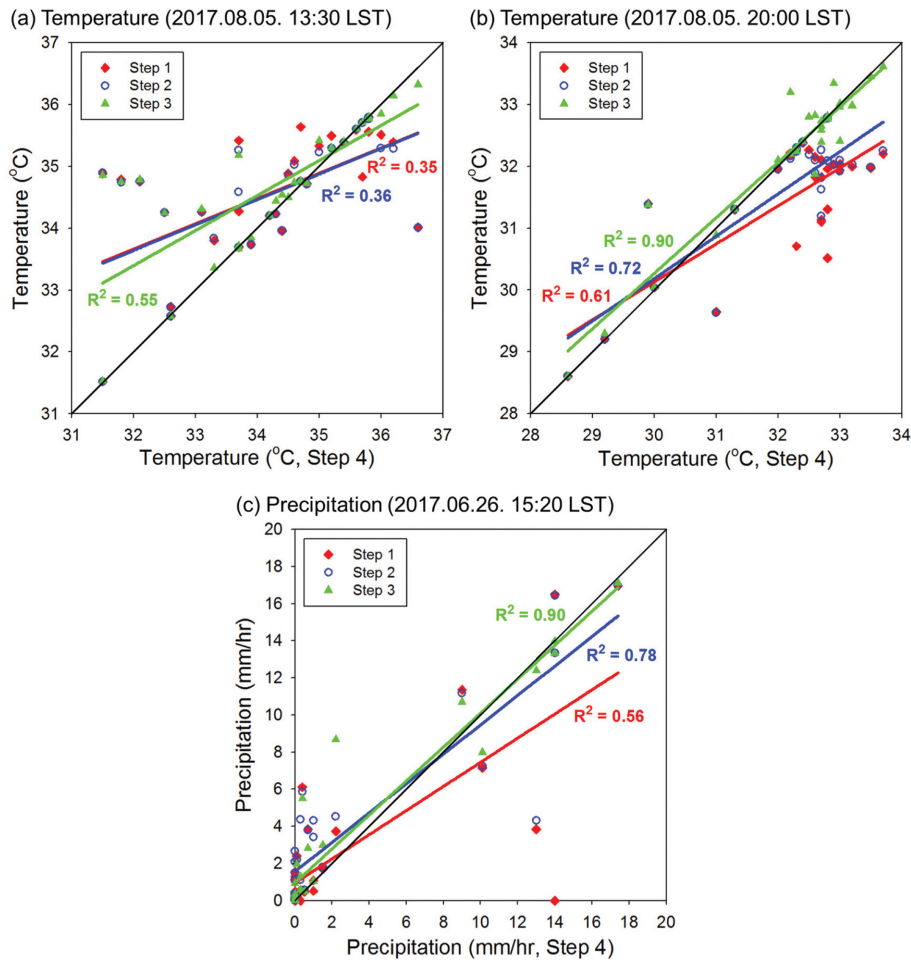 (a) Temperature (2017.08.05. 13:30 LST)
37
36
35
34
33
32
31
Temperature (°C)
Step 1
Step 2
Step 3
R² = 0.35
R² = 0.36
R² = 0.55
31 32 33 34 35 36 37
Temperature (°C, Step 4)
(b) Temperature (2017.08.05. 20:00 LST)
34
33
32
31
30
29
28
Temperature (°C)
Step 1
Step 2
Step 3
R² = 0.90
R² = 0.72
R² = 0.61
28 29 30 31 32 33 34
Temperature (°C, Step 4)
(c) Precipitation (2017.06.26. 15:20 LST)
20
18
16
14
12
10
8
6
4
2
0
Precipitation (mm/hr)
Step 1
Step 2
Step 3
R² = 0.90
R² = 0.78
R² = 0.56
0 2 4 6 8 10 12 14 16 18 20
Precipitation (mm/hr, Step 4)